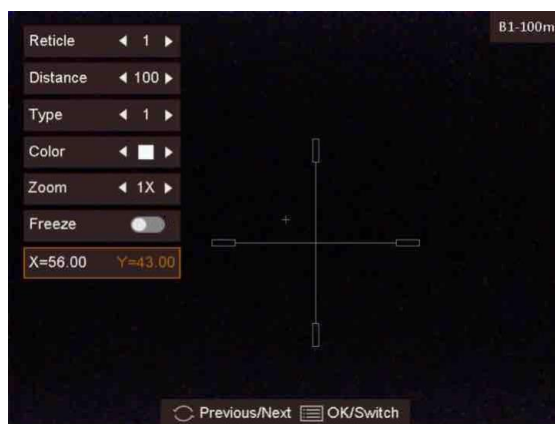 B1-100m
Reticle 1
Distance 100
Type 1
Color
Zoom 1X
Freeze
X=56.00 Y=43.00
Previous/Next OK/Switch